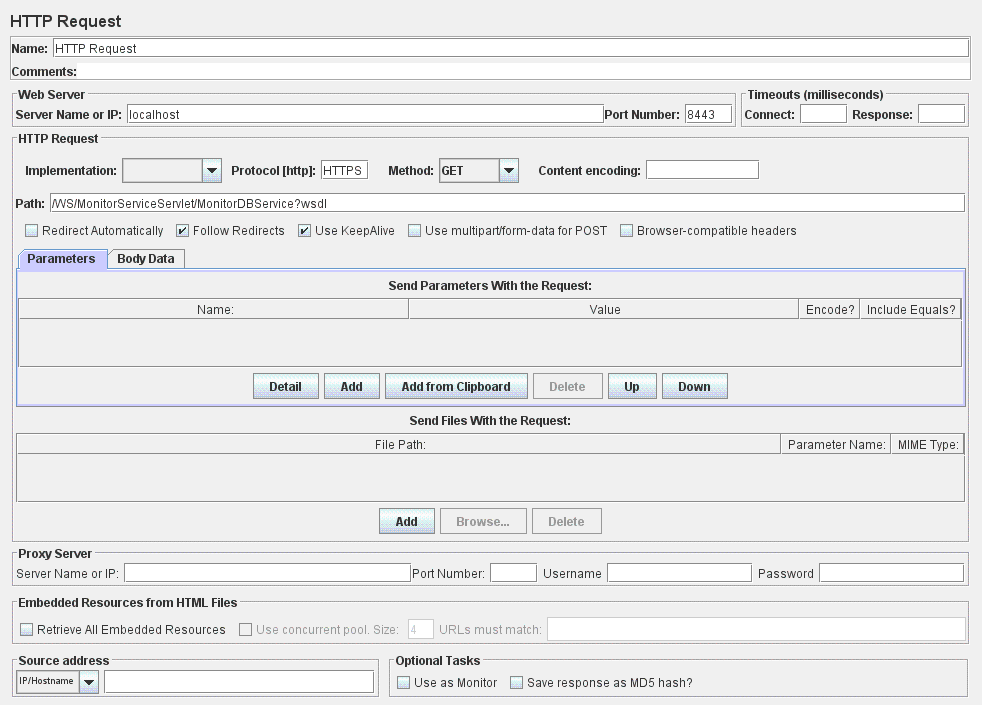 HTTP Request
Name: HTTP Request
Comments:
Web Server Timeouts (milliseconds)
Server Name or IP: localhost Port Number: 8443 Connect: Response:
HTTP Request
Implementation: Protocol [http]: HTTPS Method: GET Content encoding:
Path: /WS/MonitorServiceServlet/MonitorDBService?wsdl
Redirect Automatically Follow Redirects Use KeepAlive Use multipart/form-data for POST Browser-compatible headers
Parameters Body Data
Send Parameters With the Request:
Name: Value Encode? Include Equals?
Detail Add Add from Clipboard Delete Up Down
Send Files With the Request:
File Path: Parameter Name: MIME Type:
Add Browse... Delete
Proxy Server
Server Name or IP: Port Number: Username Password
Embedded Resources from HTML Files
Retrieve All Embedded Resources Use concurrent pool. Size: 4 URLs must match:
Source address Optional Tasks
IP/Hostname Use as Monitor Save response as MD5 hash?